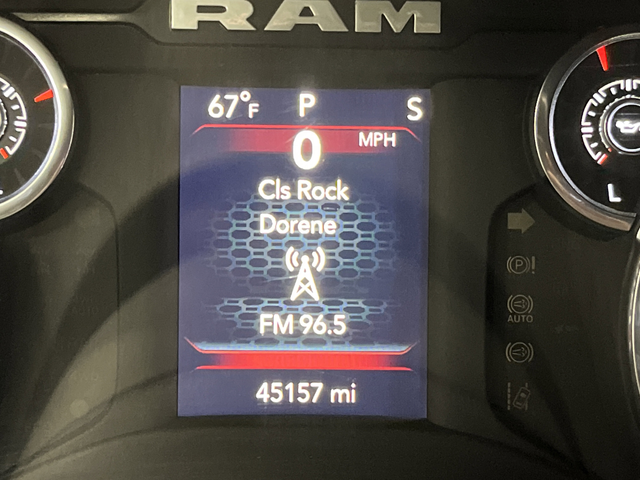 RAM
67°F P S
0 MPH
Cls Rock
Dorene
FM 96.5
45157 mi
L
P !
AUTO